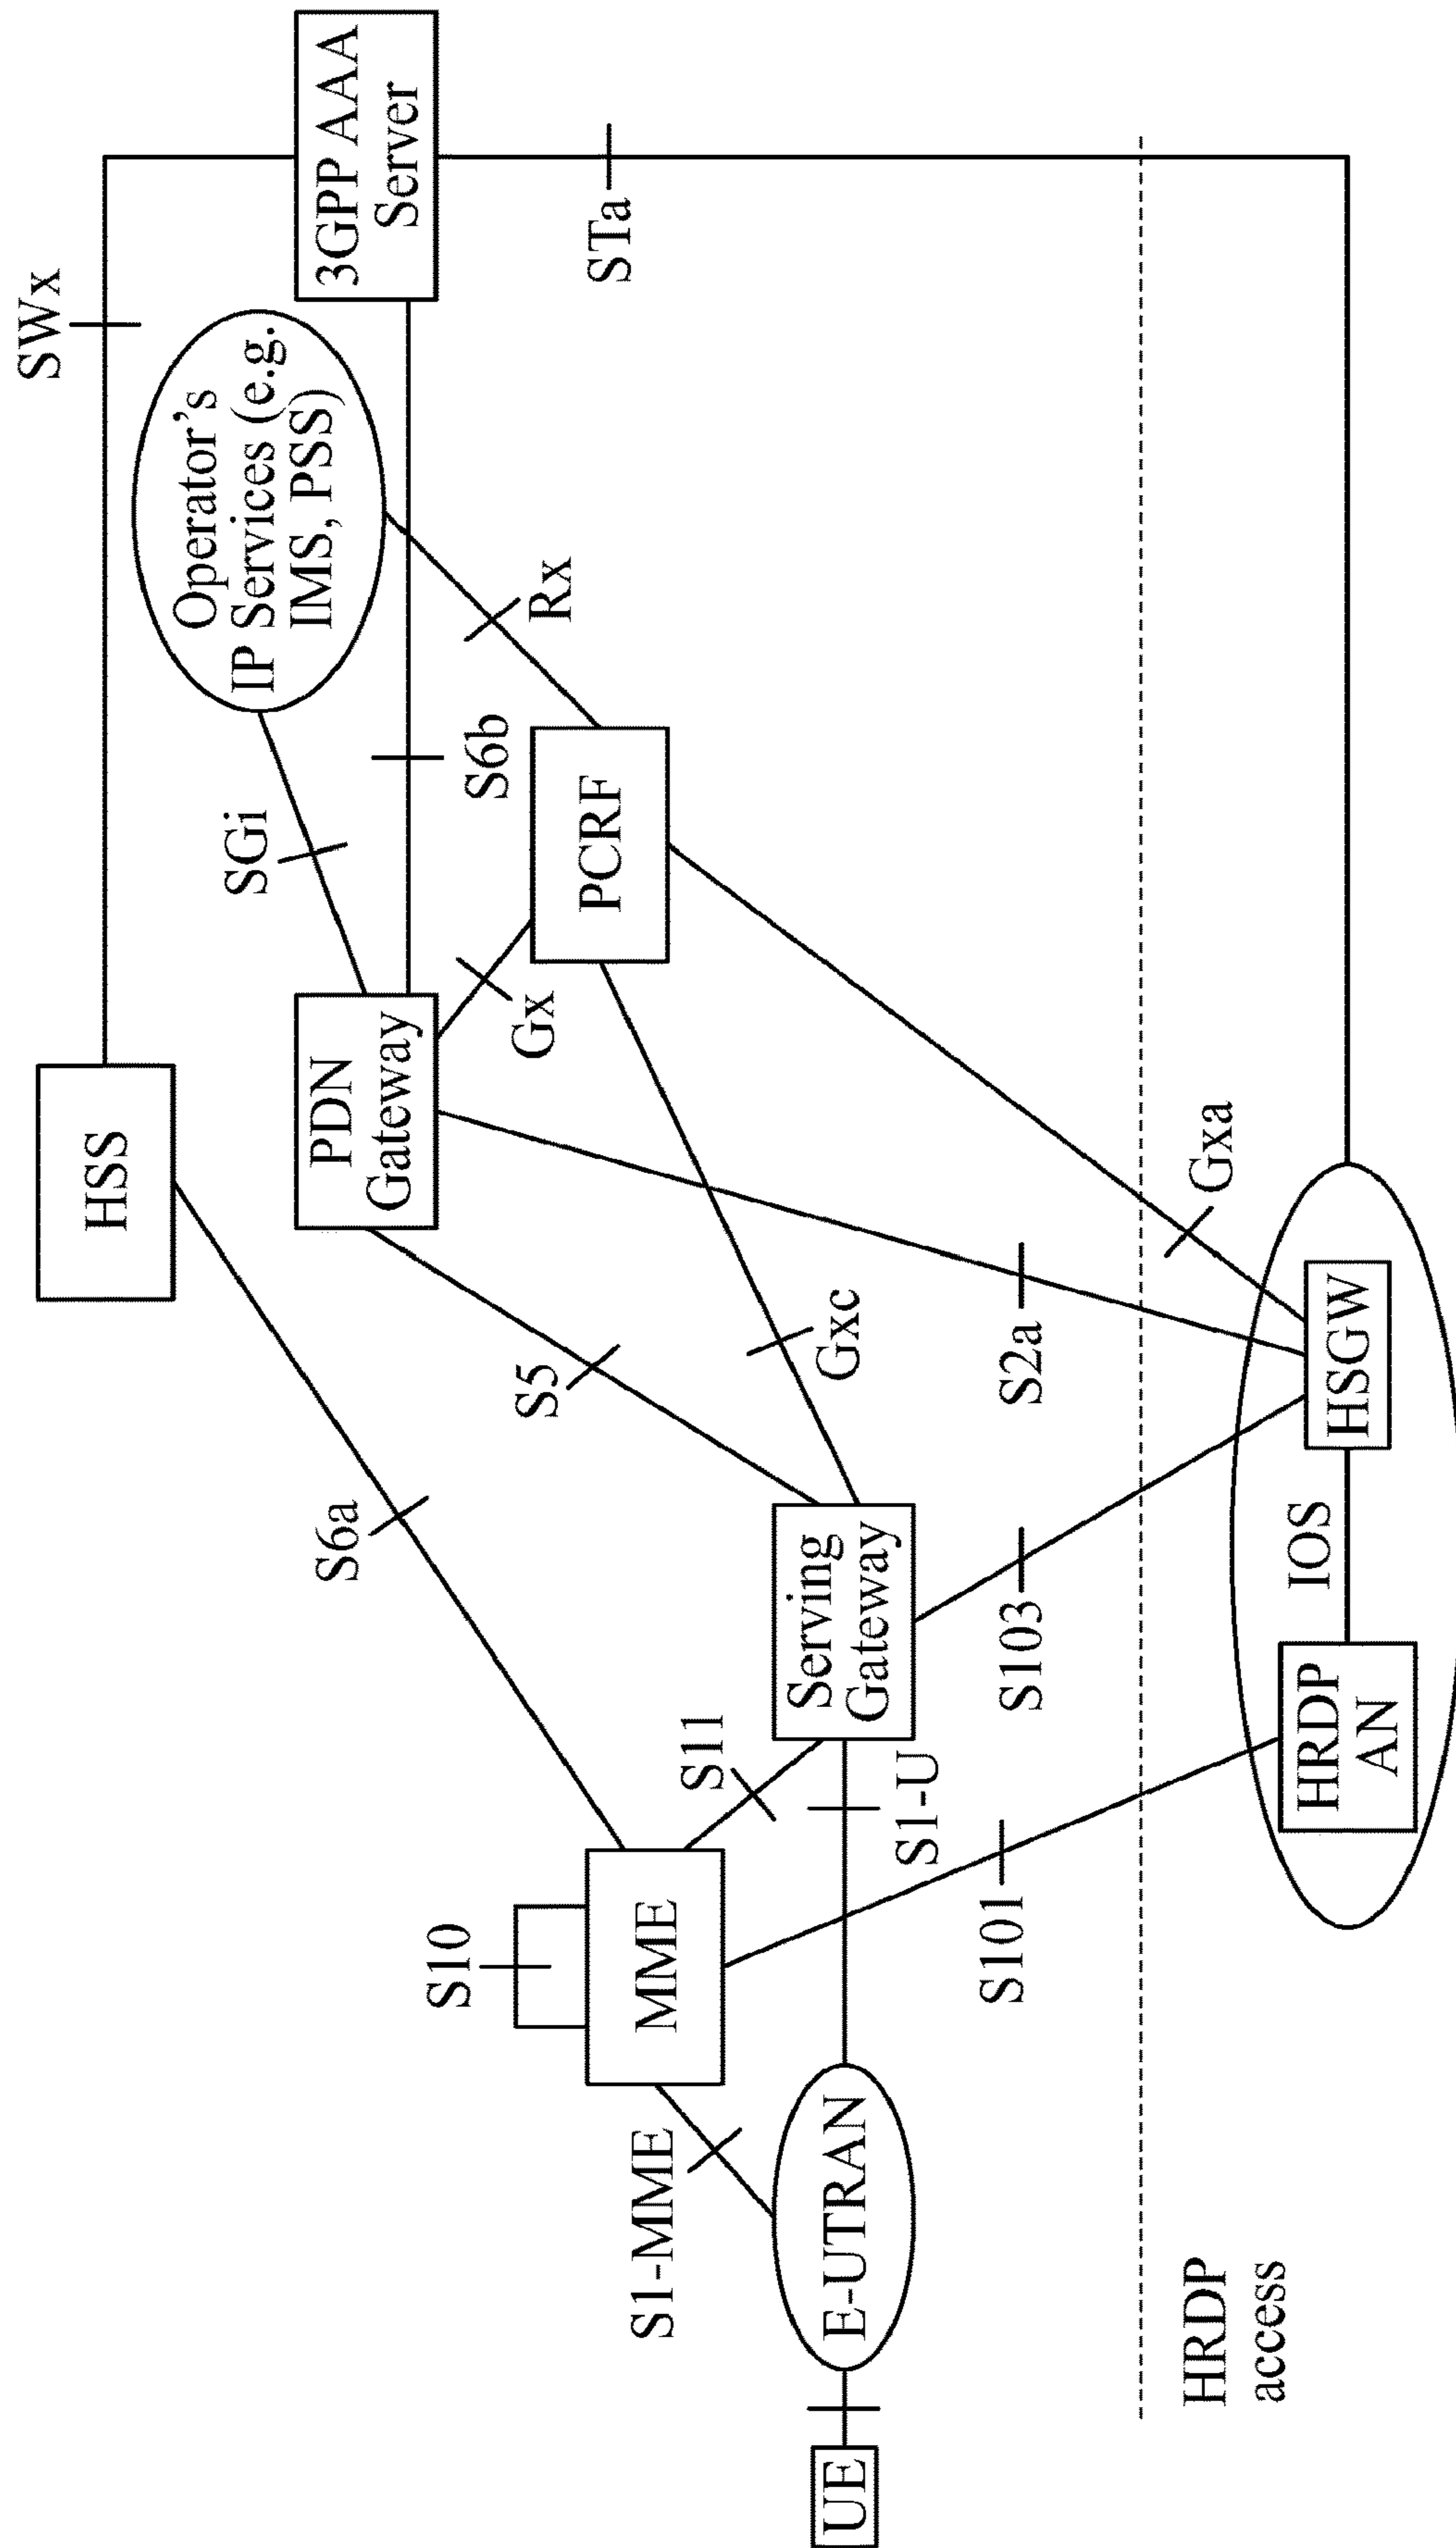 SWx
HSS
3GPP AAA
Server
Operator's
IP Services (e.g.
IMS, PSS)
SGi
PDN
Gateway
S6a
S6b
Rx
STa
Gx
PCRF
S10
S5
MME
S11
S1-MME
Gxc
Serving
Gateway
UE
E-UTRAN
S1-U
S101
S103
S2a
Gxa
HRDP
access
HRDP
AN
IOS
HSGW